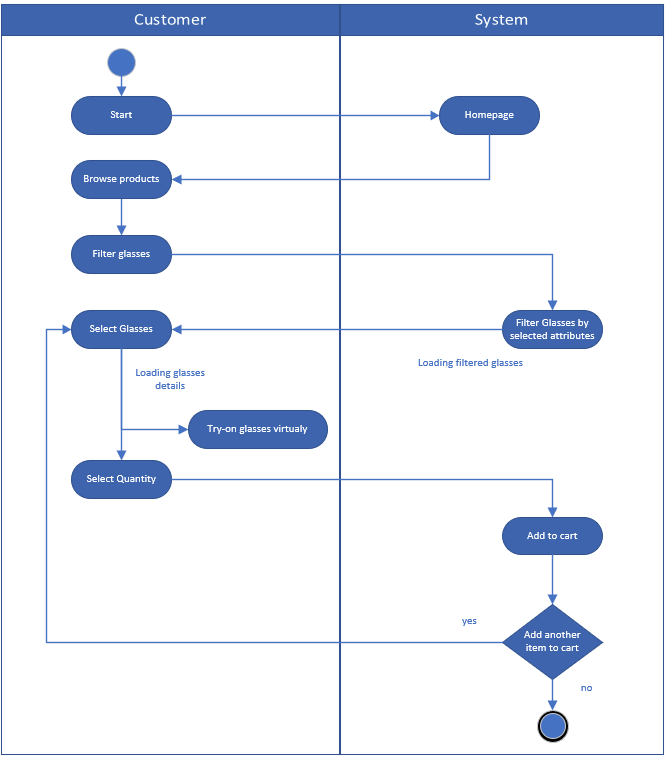 Customer
System
Start
Homepage
Browse products
Filter glasses
Select Glasses
Filter Glasses by
selected attributes
Loading filtered glasses
Loading glasses
details
Try-on glasses virtualy
Select Quantity
Add to cart
yes
Add another
item to cart
no